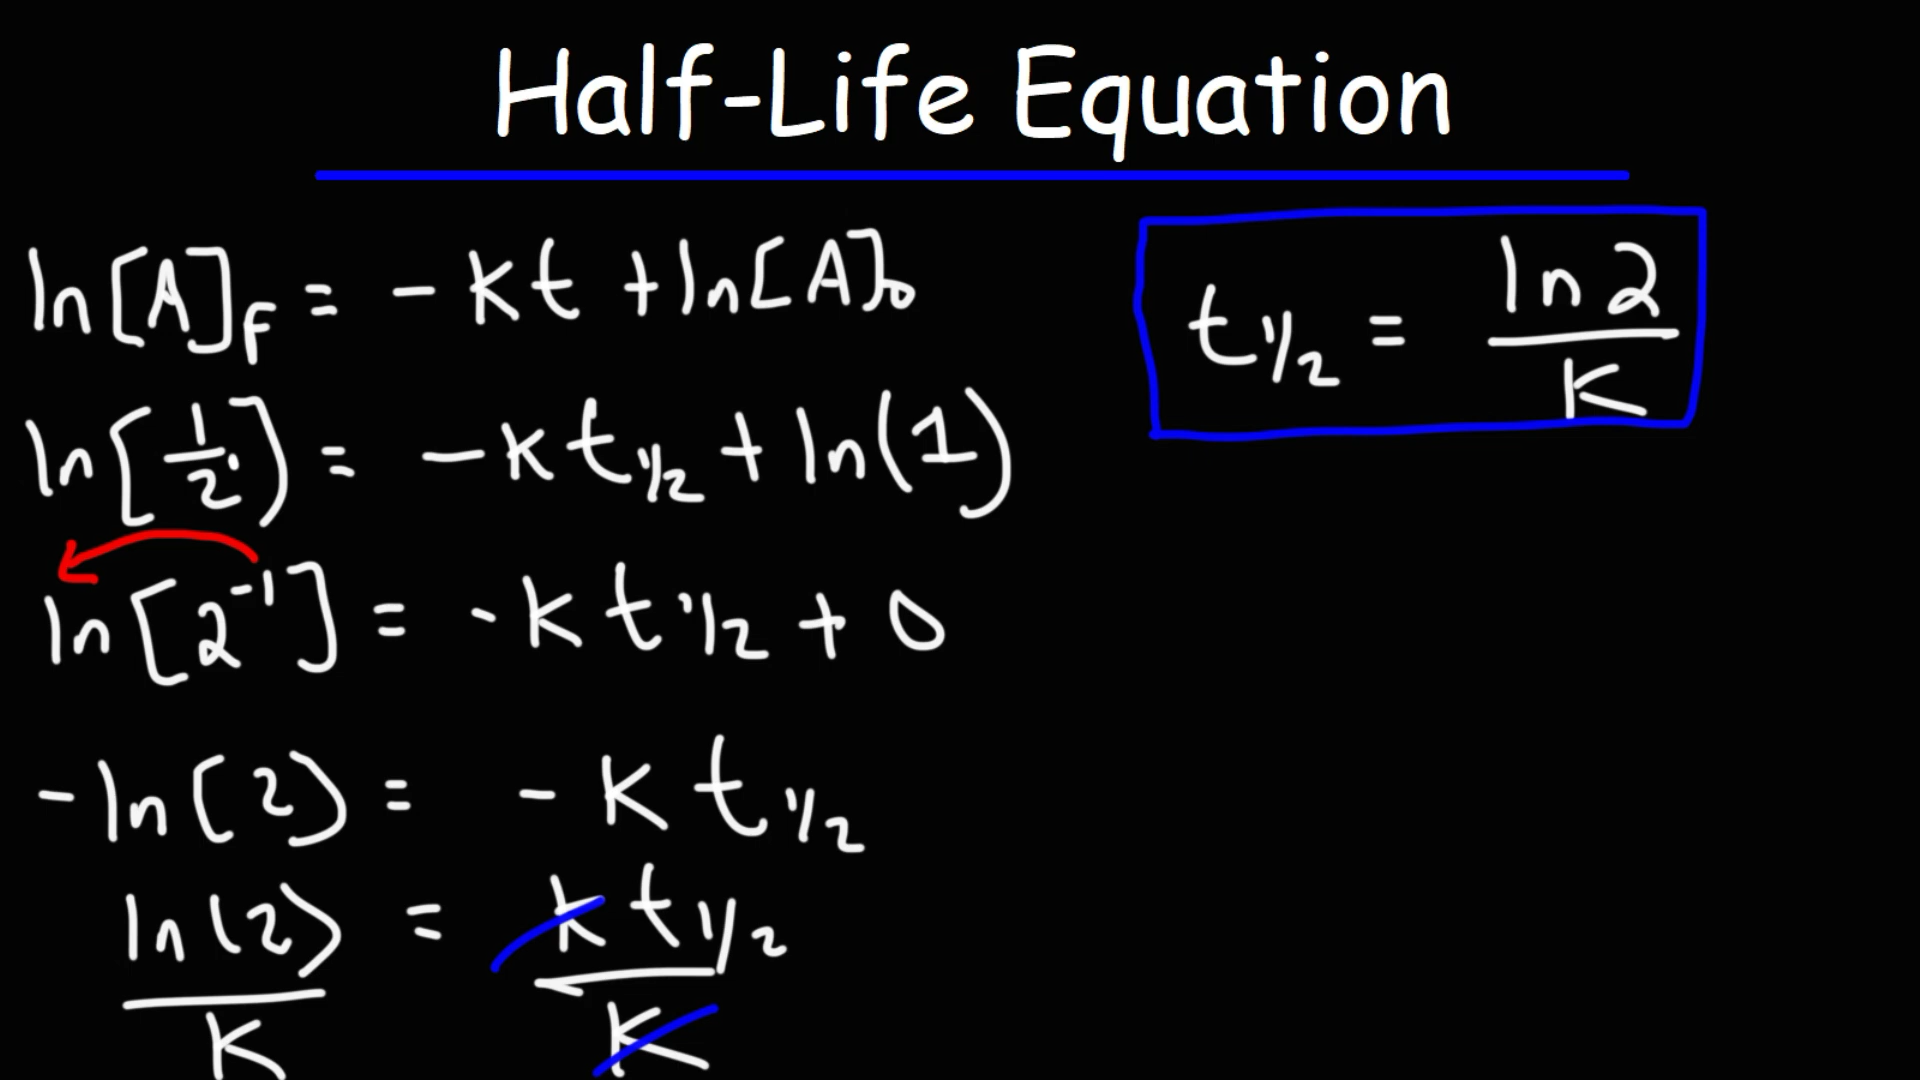 Half-Life Equation
ln[A]f = -kt + ln[A]₀
t½ = ln2/K
ln[1/2) = -kt½ + ln(1)
ln[2⁻¹] = -kt½ + 0
-ln(2) = -Kt½
ln(2)/K = kt½/K